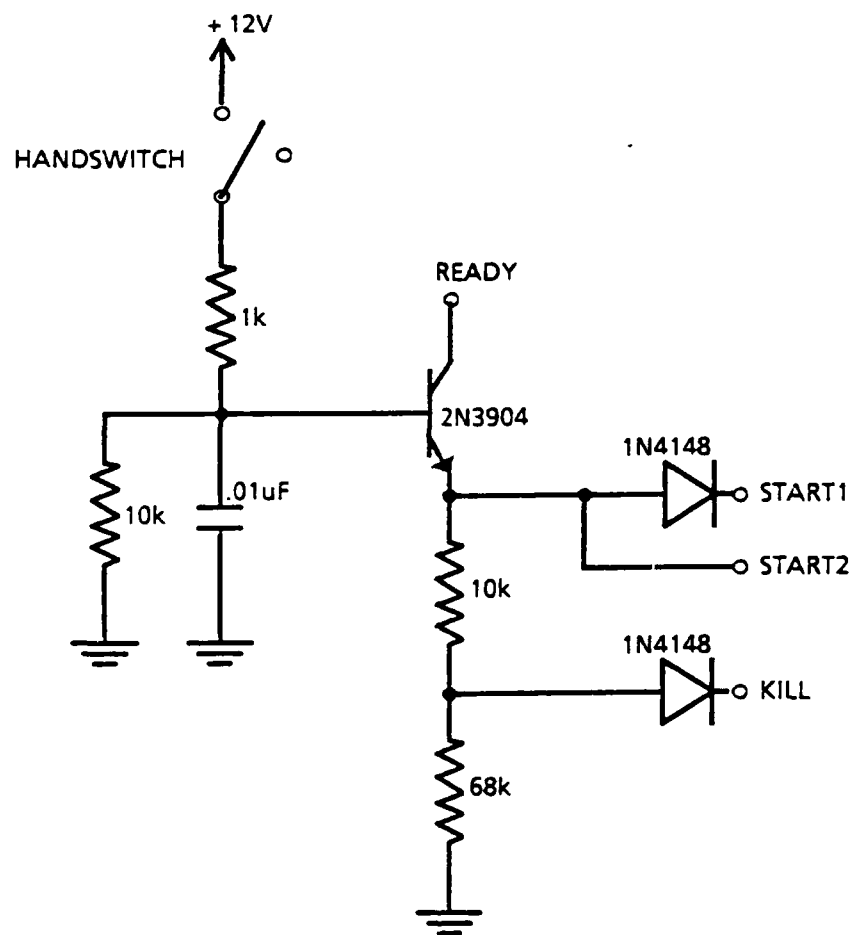 + 12V
HANDSWITCH
READY
1k
2N3904
1N4148
.01uF
START1
10k
START2
10k
1N4148
KILL
68k